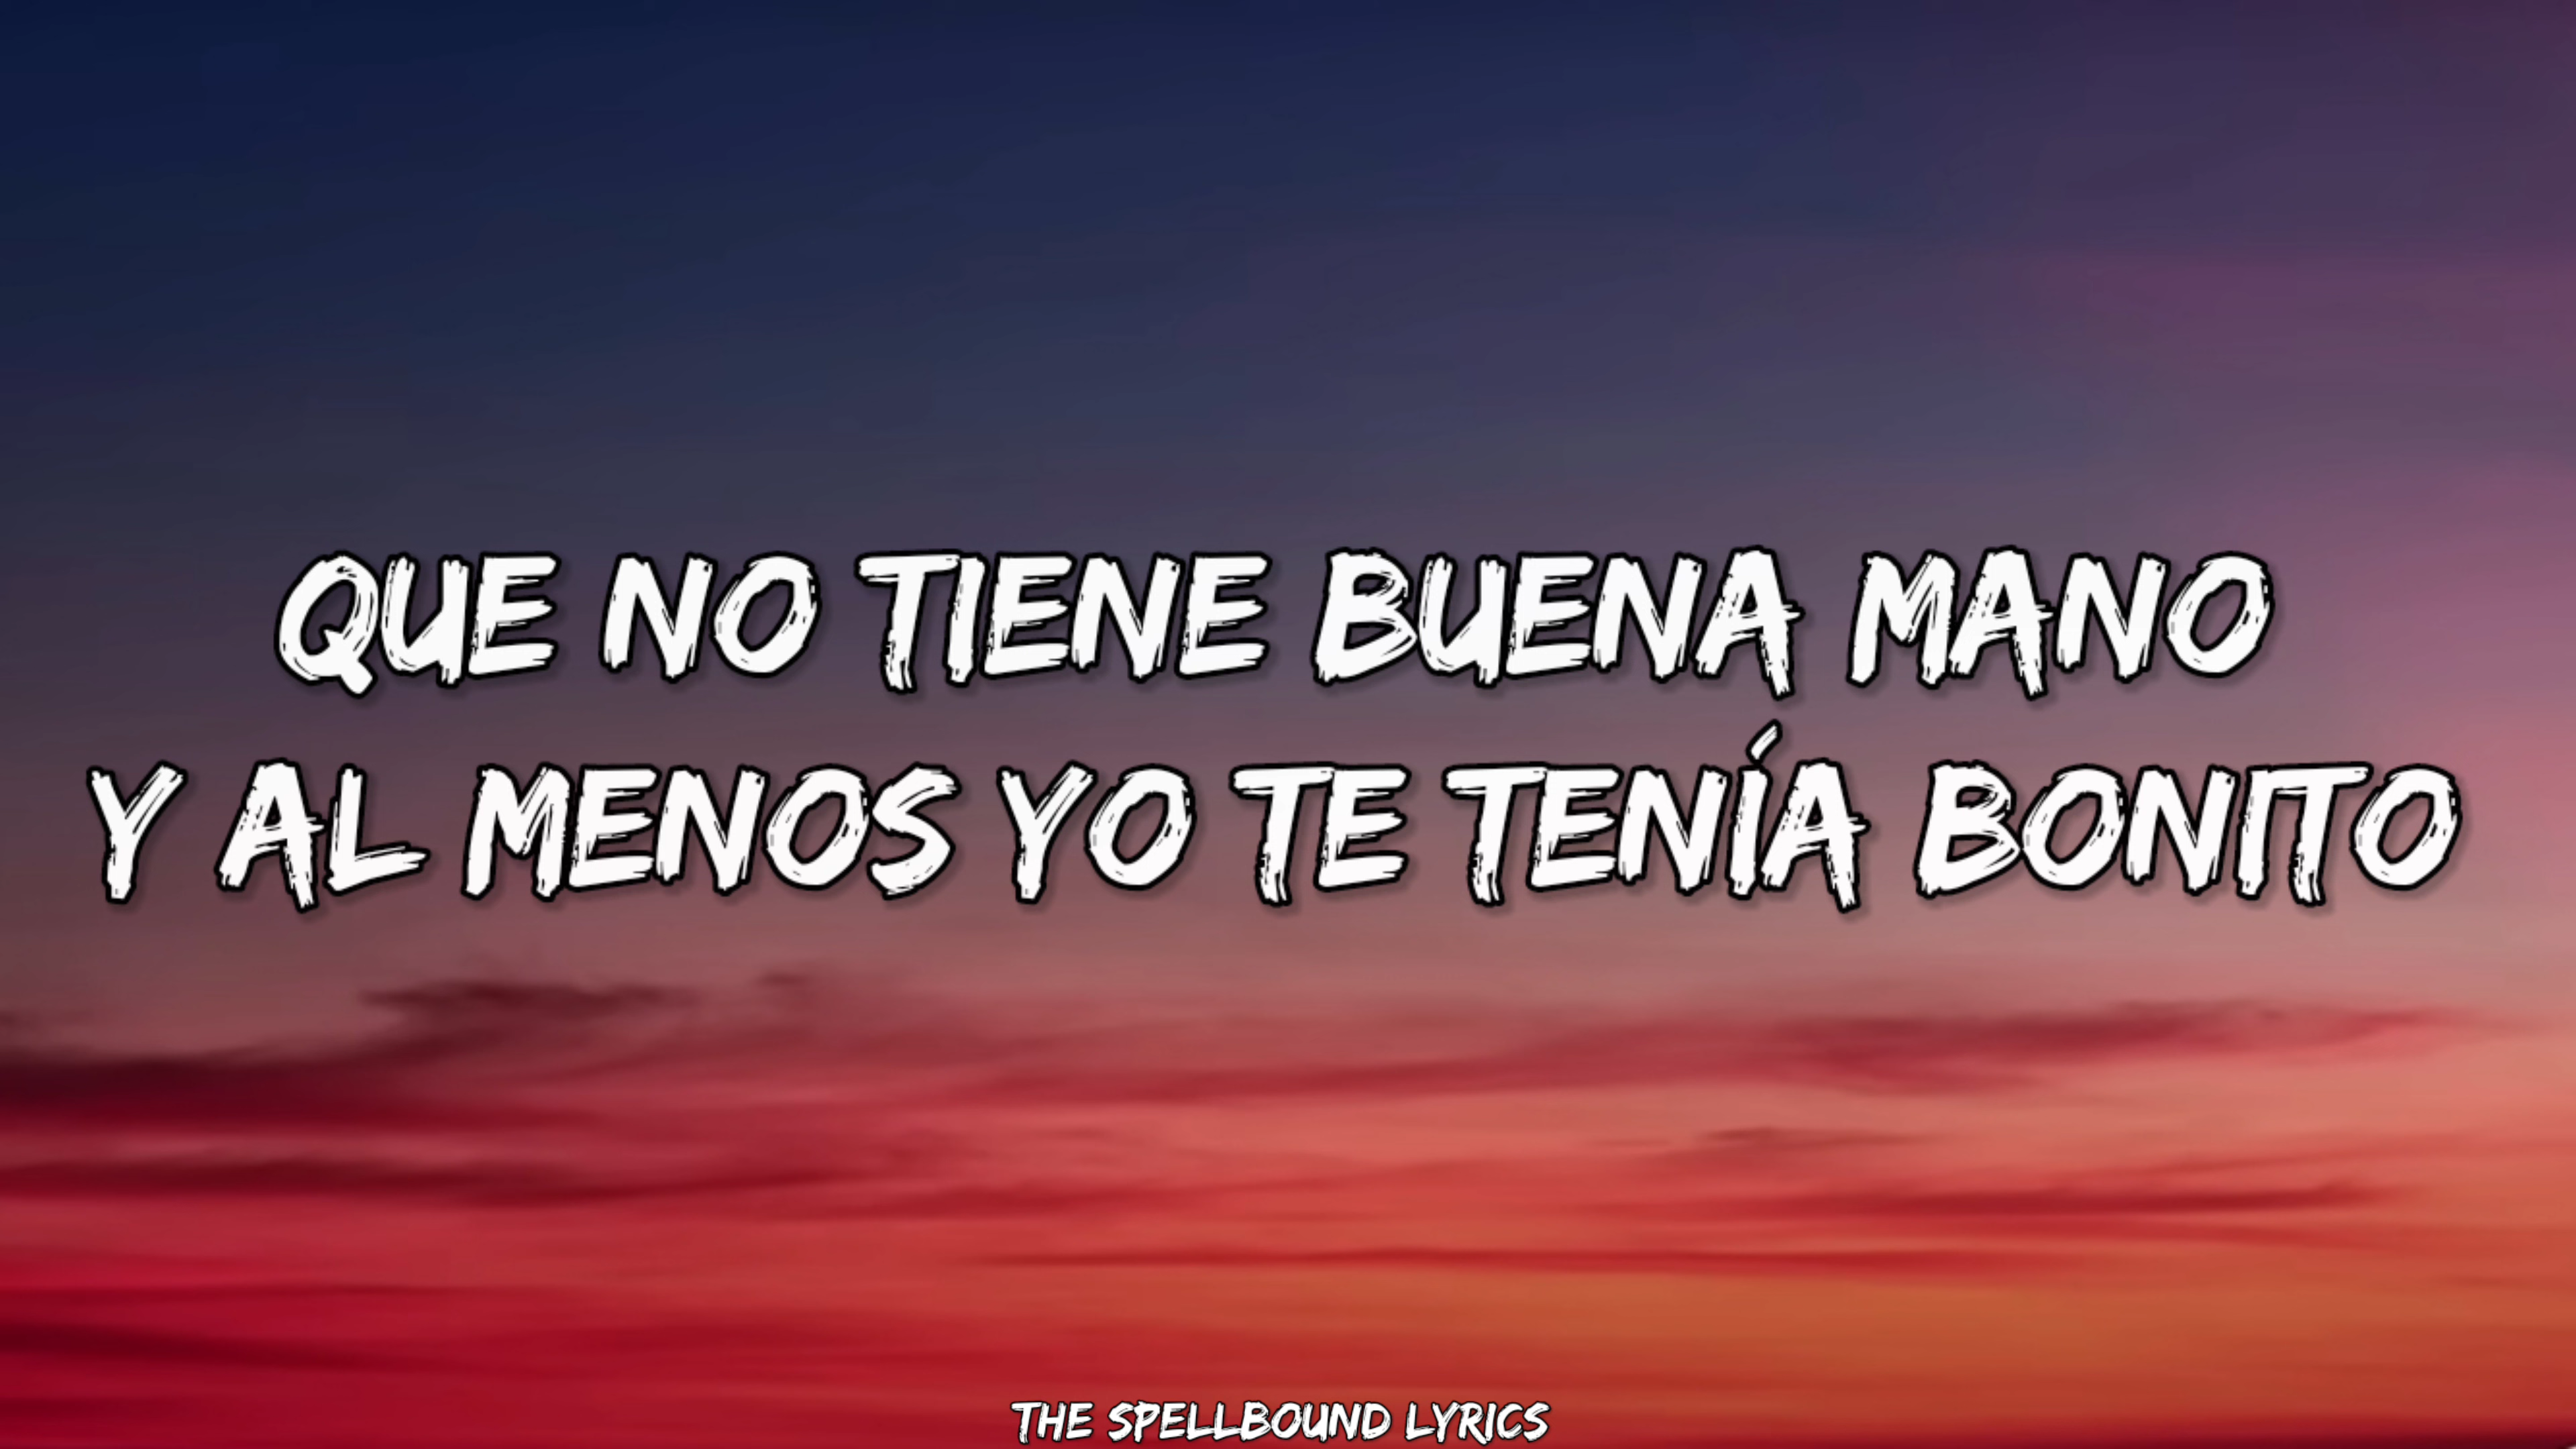 QUE NO TIENE BUENA MANO
Y AL MENOS YO TE TENÍA BONITO
THE SPELLBOUND LYRICS